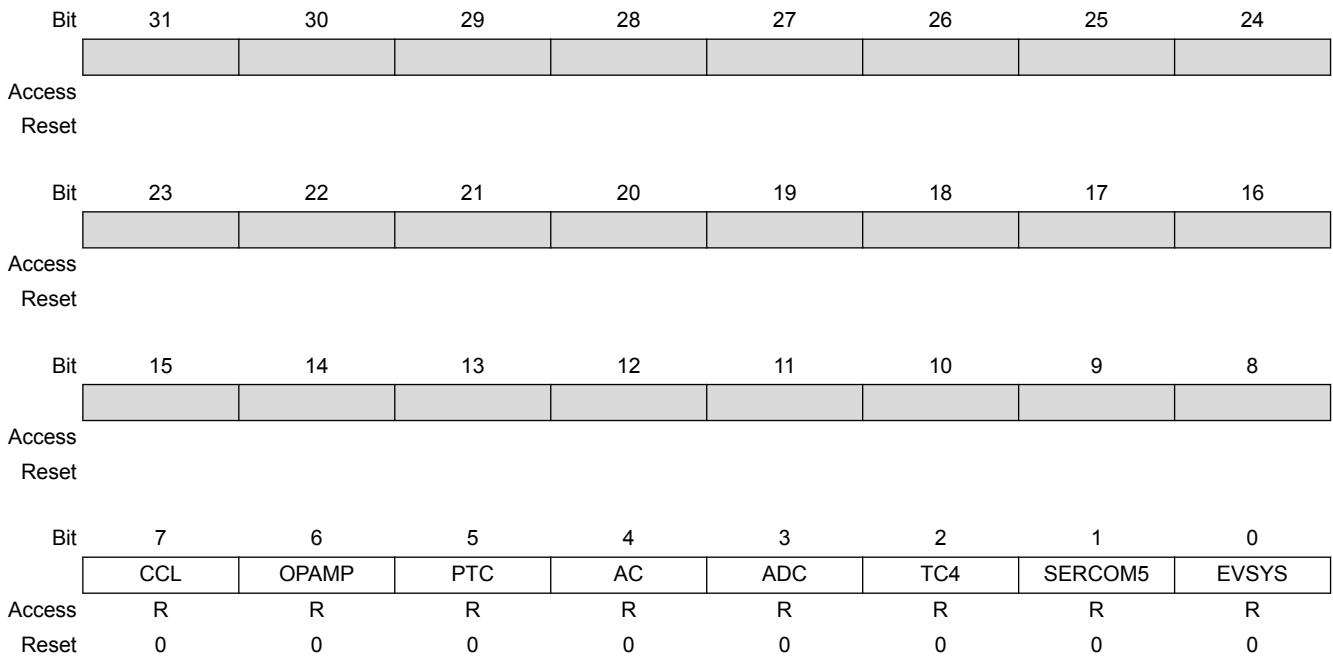 Bit 31 30 29 28 27 26 25 24
Access
Reset
Bit 23 22 21 20 19 18 17 16
Access
Reset
Bit 15 14 13 12 11 10 9 8
Access
Reset
Bit 7 6 5 4 3 2 1 0
CCL OPAMP PTC AC ADC TC4 SERCOM5 EVSYS
Access R R R R R R R R
Reset 0 0 0 0 0 0 0 0